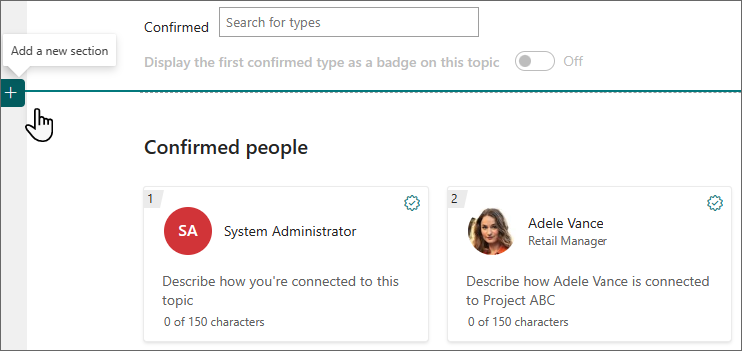 Confirmed
Search for types
Add a new section
Display the first confirmed type as a badge on this topic
Off
Confirmed people
1
SA
System Administrator
Describe how you're connected to this
topic
0 of 150 characters
2
Adele Vance
Retail Manager
Describe how Adele Vance is connected
to Project ABC
0 of 150 characters